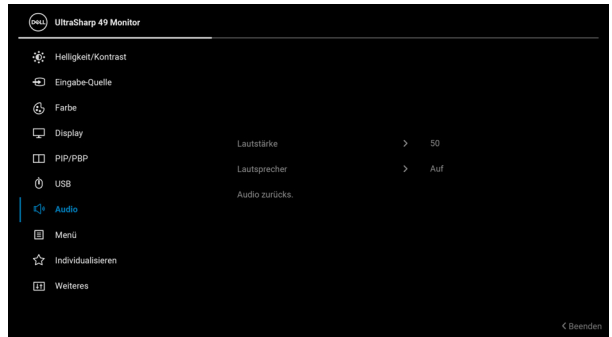 DELL UltraSharp 49 Monitor
Helligkeit/Kontrast
Eingabe-Quelle
Farbe
Display
Lautstärke > 50
PIP/PBP
Lautsprecher > Auf
USB
Audio zurücks.
Audio
Menü
Individualisieren
Weiteres
< Beenden